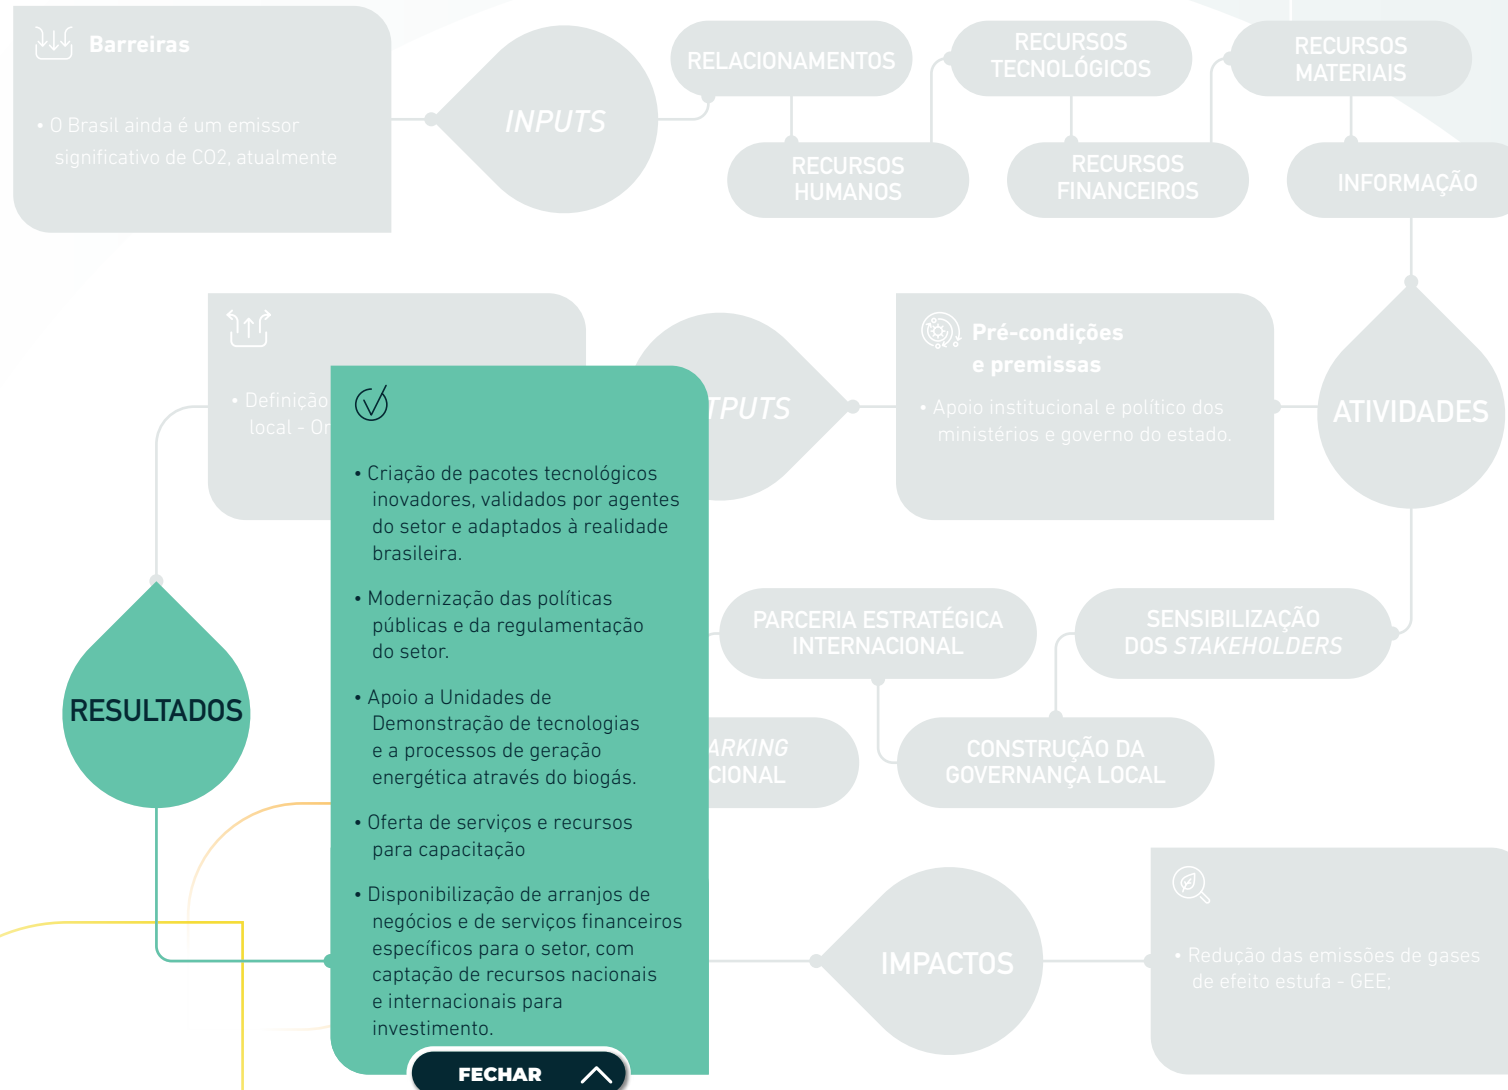 Barreiras
• O Brasil ainda é um emissor
significativo de CO2, atualmente
INPUTS
RELACIONAMENTOS
RECURSOS
HUMANOS
RECURSOS
TECNOLÓGICOS
RECURSOS
FINANCEIROS
RECURSOS
MATERIAIS
INFORMAÇÃO
ATIVIDADES
Pré-condições
e premissas
• Apoio institucional e político dos
ministérios e governo do estado.
TPUTS
• Definição
local - Or
SENSIBILIZAÇÃO
DOS STAKEHOLDERS
CONSTRUÇÃO DA
GOVERNANÇA LOCAL
PARCERIA ESTRATÉGICA
INTERNACIONAL
ARKING
CIONAL
RESULTADOS
• Criação de pacotes tecnológicos
inovadores, validados por agentes
do setor e adaptados à realidade
brasileira.
• Modernização das políticas
públicas e da regulamentação
do setor.
• Apoio a Unidades de
Demonstração de tecnologias
e a processos de geração
energética através do biogás.
• Oferta de serviços e recursos
para capacitação
• Disponibilização de arranjos de
negócios e de serviços financeiros
específicos para o setor, com
captação de recursos nacionais
e internacionais para
investimento.
FECHAR
IMPACTOS
• Redução das emissões de gases
de efeito estufa - GEE;